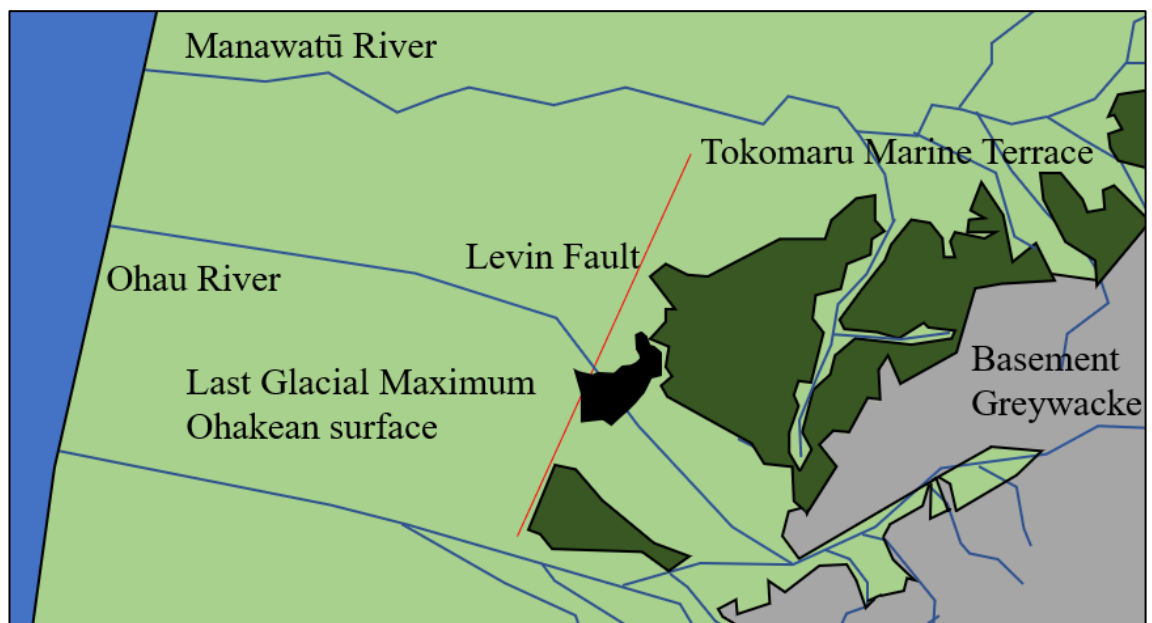 Manawatū River
Tokomaru Marine Terrace
Levin Fault
Ohau River
Last Glacial Maximum
Ohakean surface
Basement
Greywacke